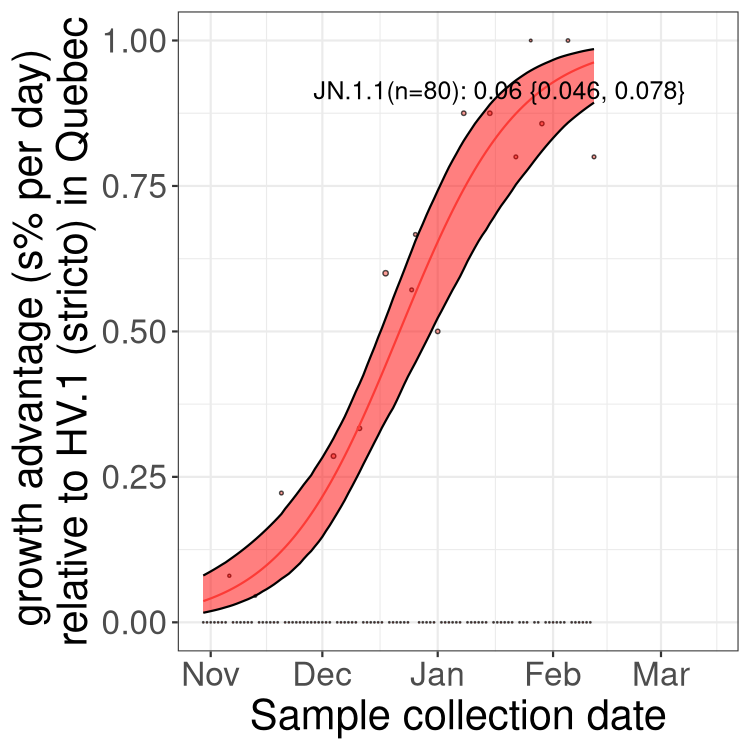 growth advantage (s% per day)
relative to HV.1 (stricto) in Quebec
1.00
0.75
0.50
0.25
0.00
JN.1.1(n=80): 0.06 {0.046, 0.078}
Nov Dec Jan Feb Mar
Sample collection date